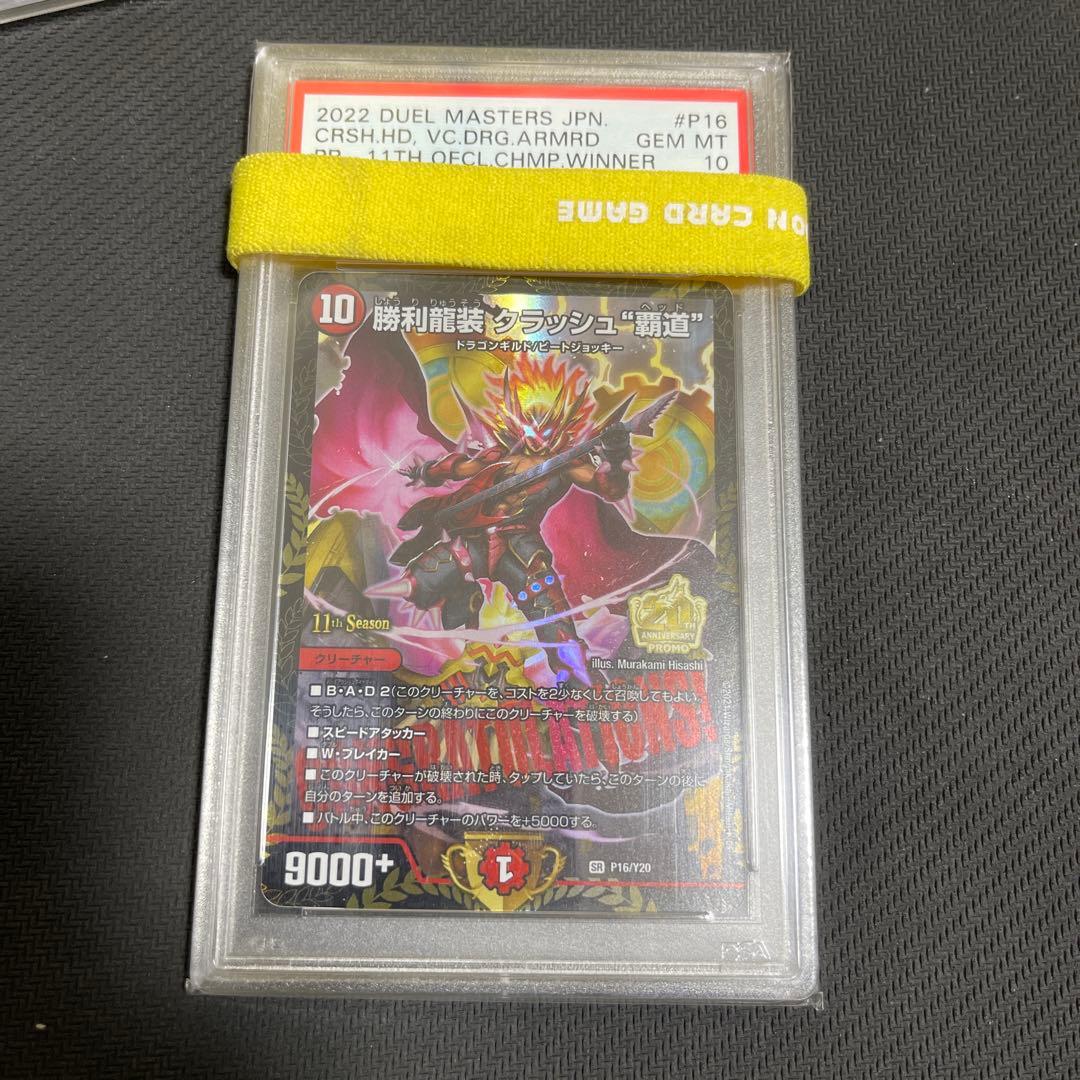 2022 DUEL MASTERS JPN. #P16
CRSH.HD, VC.DRG.ARMRD GEM MT
11TH OFCL.CHMP.WINNER 10
ON CARD GAME
しょうりりゅうそう ヘッド
10 勝利龍装 クラッシュ“覇道”
ドラゴンギルド/ビートジョッキー
11th Season
20TH
ANNIVERSARY
PROMO
illus. Murakami Hisashi
クリーチャー
■B・A・D 2(このクリーチャーを、コストを2少なくして召喚してもよい。
そうしたら、このターンの終わりにこのクリーチャーを破壊する)
■スピードアタッカー
■W・ブレイカー
■このクリーチャーが破壊された時、タップしていたら、このターンの後に
自分のターンを追加する。
■バトル中、このクリーチャーのパワーを+5000する。
9000+
1
SR P16/Y20
PSA